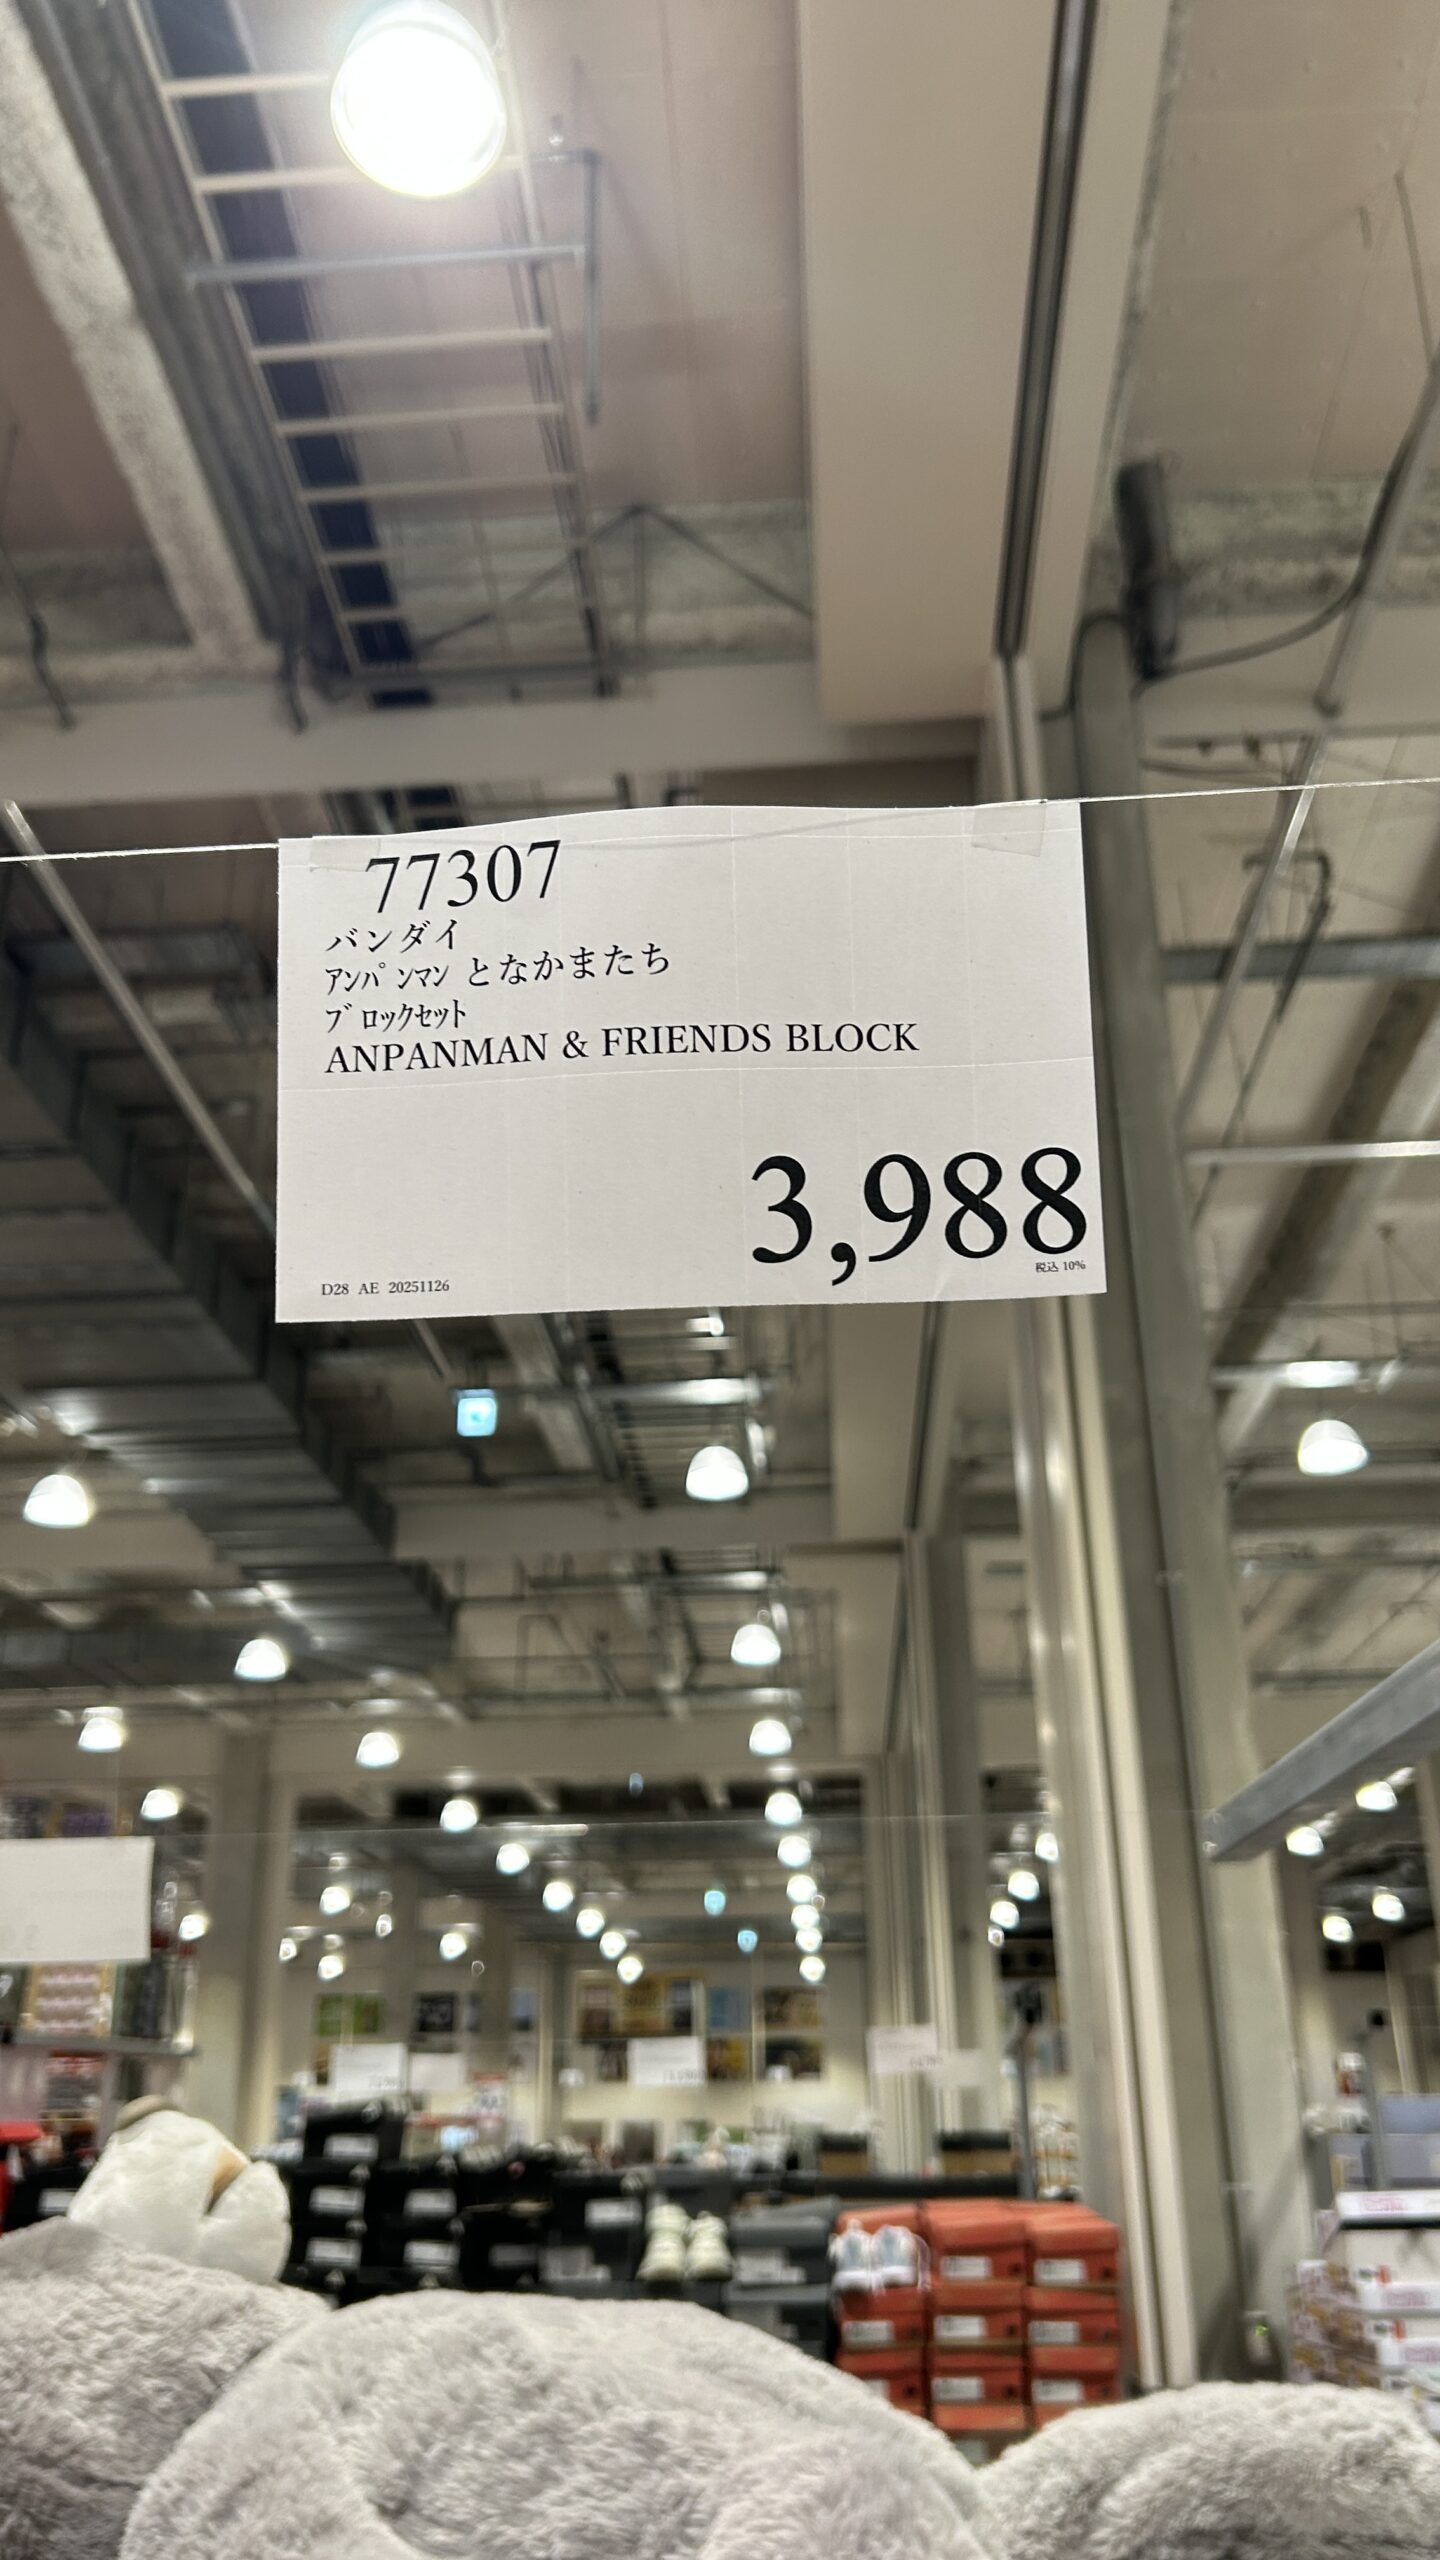 77307
バンダイ
ｱﾝﾊﾟﾝﾏﾝ となかまたち
ﾌﾞﾛｯｸｾｯﾄ
ANPANMAN & FRIENDS BLOCK
3,988
税込 10%
D28 AE 20251126